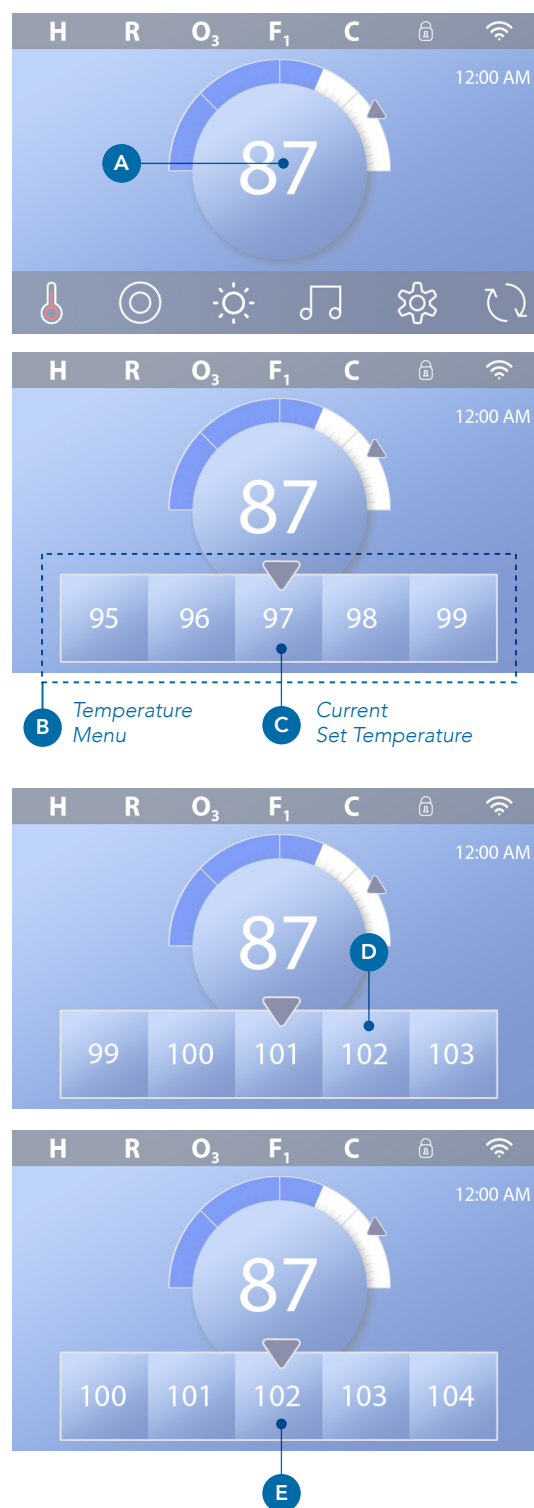 H R O₃ F₁ C
12:00 AM
87
A
H R O₃ F₁ C
12:00 AM
87
95 96 97 98 99
B Temperature Menu
C Current Set Temperature
H R O₃ F₁ C
12:00 AM
87
D
99 100 101 102 103
H R O₃ F₁ C
12:00 AM
87
100 101 102 103 104
E